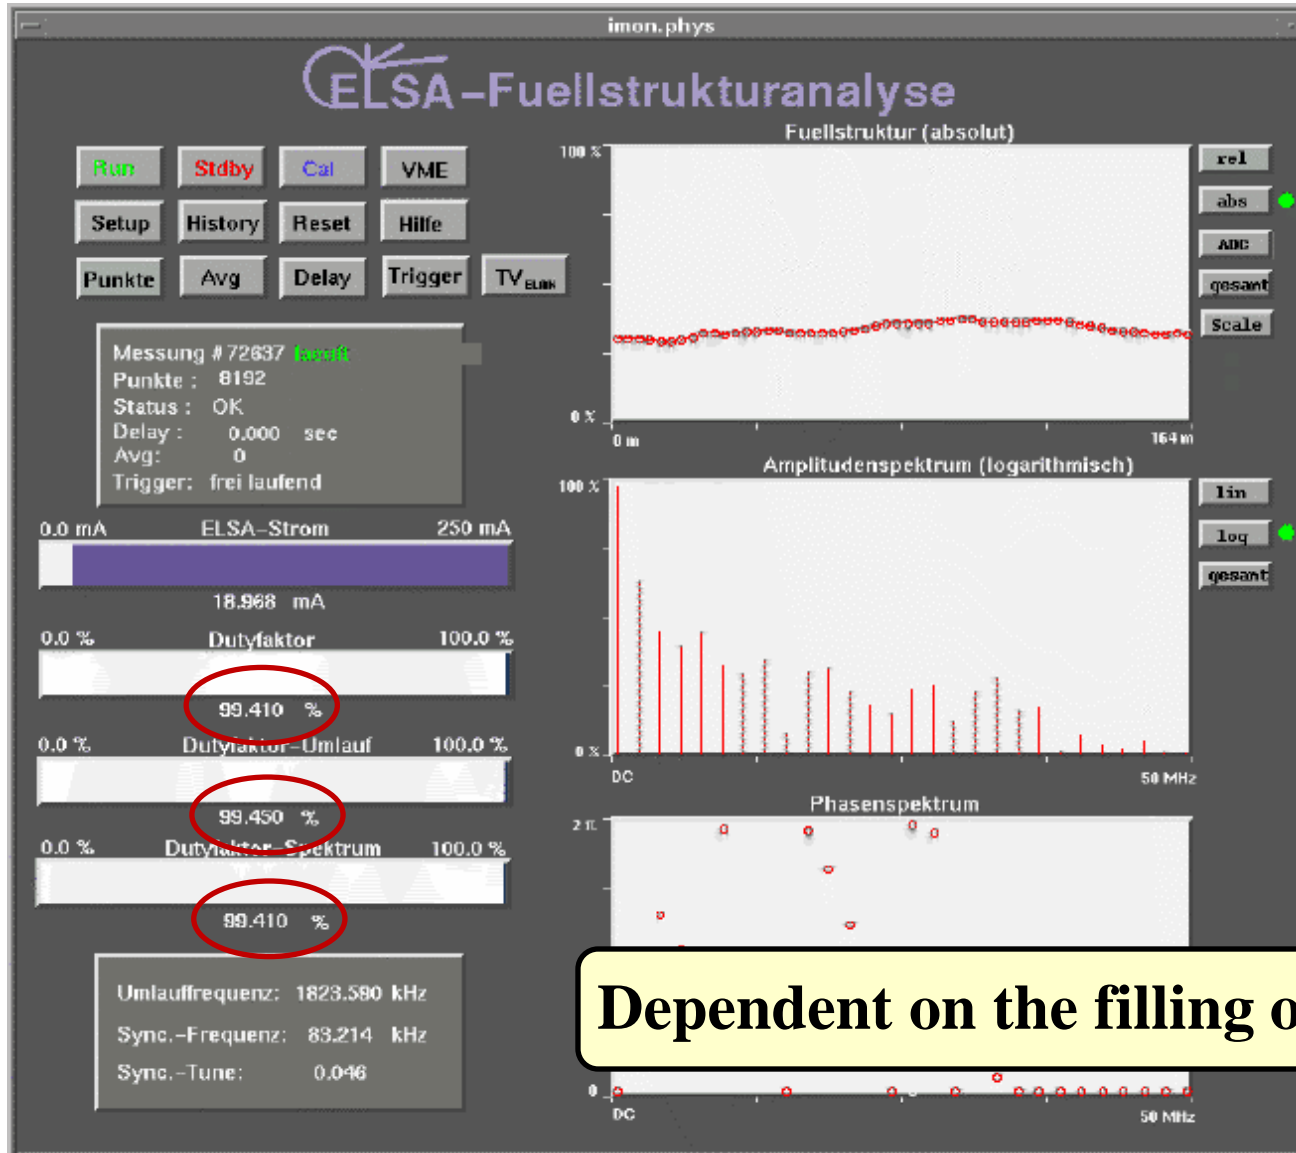 imon.phys
ELSA-Fuellstrukturanalyse
Run Stdby Cal VME
Setup History Reset Hilfe
Punkte Avg Delay Trigger TV
Messung #72637 laeuft
Punkte : 8192
Status : OK
Delay : 0.000 sec
Avg: 0
Trigger: frei laufend
0.0 mA ELSA-Strom 250 mA
18.968 mA
0.0 % Dutyfaktor 100.0 %
99.410 %
0.0 % Dutyfaktor-Umlauf 100.0 %
99.450 %
0.0 % Dutyfaktor-Spektrum 100.0 %
99.410 %
Umlauffrequenz: 1823.590 kHz
Sync.-Frequenz: 83.214 kHz
Sync.-Tune: 0.046
Fuellstruktur (absolut)
100 %
0 %
0 m 164 m
rel
abs
ADC
gesamt
Scale
Amplitudenspektrum (logarithmisch)
100 %
0 %
DC 50 MHz
lin
log
gesamt
Phasenspektrum
2 π
0
DC 50 MHz
Dependent on the filling o